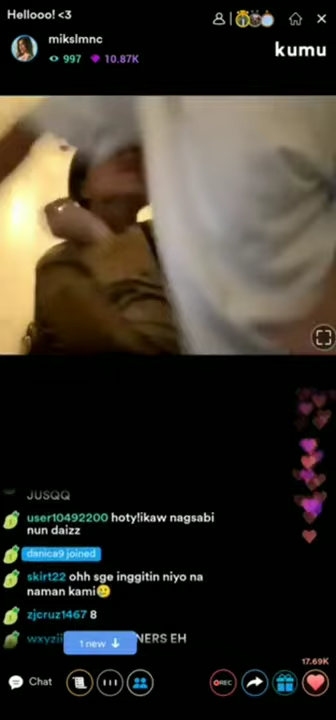 Hellooo! <3
mikslmnc
997 10.87K
kumu
JUSQQ
user10492200 hoty!ikaw nagsabi
nun daizz
danica9 joined
skirt22 ohh sge inggitin niyo na
naman kami🥲
zjcruz1467 8
NERS EH
1 new
17.69K
Chat
REC